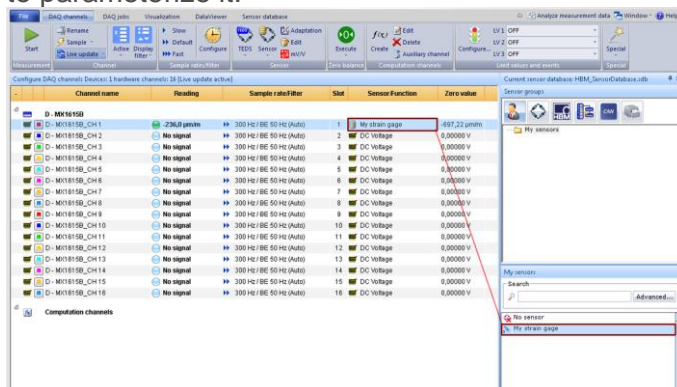 to parameterize it.
File DAQ channels DAQ jobs Visualization DataViewer Sensor database Analyze measurement data Window Help
Start Rename Sample Live update Active Display filter Slow Default Fast Configure TEDS Sensor Adaptation Edit mV/V Execute f(x) Create Edit Delete Auxiliary channel Configure... LV 1 OFF LV 2 OFF LV 3 OFF LV 4 OFF Special
Measurement Channel Sample rates/filter Sensor Zero balance Computation channels Limit values and events Special
Configure DAQ channels Devices: 1 hardware channels: 18 [Live update active] Current sensor database: HBM_SensorDatabase.sdb
Channel name Reading Sample rate/Filter Slot Sensor/Function Zero value Sensor groups
D - MX1615B
D - MX1615B_CH 1 -236,0 µm/m 300 Hz / BE 50 Hz (Auto) 1 My strain gage -697,22 µm/m
D - MX1615B_CH 2 No signal 300 Hz / BE 50 Hz (Auto) 2 DC Voltage 0,00000 V My sensors
D - MX1615B_CH 3 No signal 300 Hz / BE 50 Hz (Auto) 3 DC Voltage 0,00000 V
D - MX1615B_CH 4 No signal 300 Hz / BE 50 Hz (Auto) 4 DC Voltage 0,00000 V
D - MX1615B_CH 5 No signal 300 Hz / BE 50 Hz (Auto) 5 DC Voltage 0,00000 V
D - MX1615B_CH 6 No signal 300 Hz / BE 50 Hz (Auto) 6 DC Voltage 0,00000 V
D - MX1615B_CH 7 No signal 300 Hz / BE 50 Hz (Auto) 7 DC Voltage 0,00000 V
D - MX1615B_CH 8 No signal 300 Hz / BE 50 Hz (Auto) 8 DC Voltage 0,00000 V
D - MX1615B_CH 9 No signal 300 Hz / BE 50 Hz (Auto) 9 DC Voltage 0,00000 V
D - MX1615B_CH 10 No signal 300 Hz / BE 50 Hz (Auto) 10 DC Voltage 0,00000 V
D - MX1615B_CH 11 No signal 300 Hz / BE 50 Hz (Auto) 11 DC Voltage 0,00000 V
D - MX1615B_CH 12 No signal 300 Hz / BE 50 Hz (Auto) 12 DC Voltage 0,00000 V
D - MX1615B_CH 13 No signal 300 Hz / BE 50 Hz (Auto) 13 DC Voltage 0,00000 V
D - MX1615B_CH 14 No signal 300 Hz / BE 50 Hz (Auto) 14 DC Voltage 0,00000 V My sensors
D - MX1615B_CH 15 No signal 300 Hz / BE 50 Hz (Auto) 15 DC Voltage 0,00000 V Search
D - MX1615B_CH 16 No signal 300 Hz / BE 50 Hz (Auto) 16 DC Voltage 0,00000 V Advanced...
Computation channels
No sensor
My strain gage